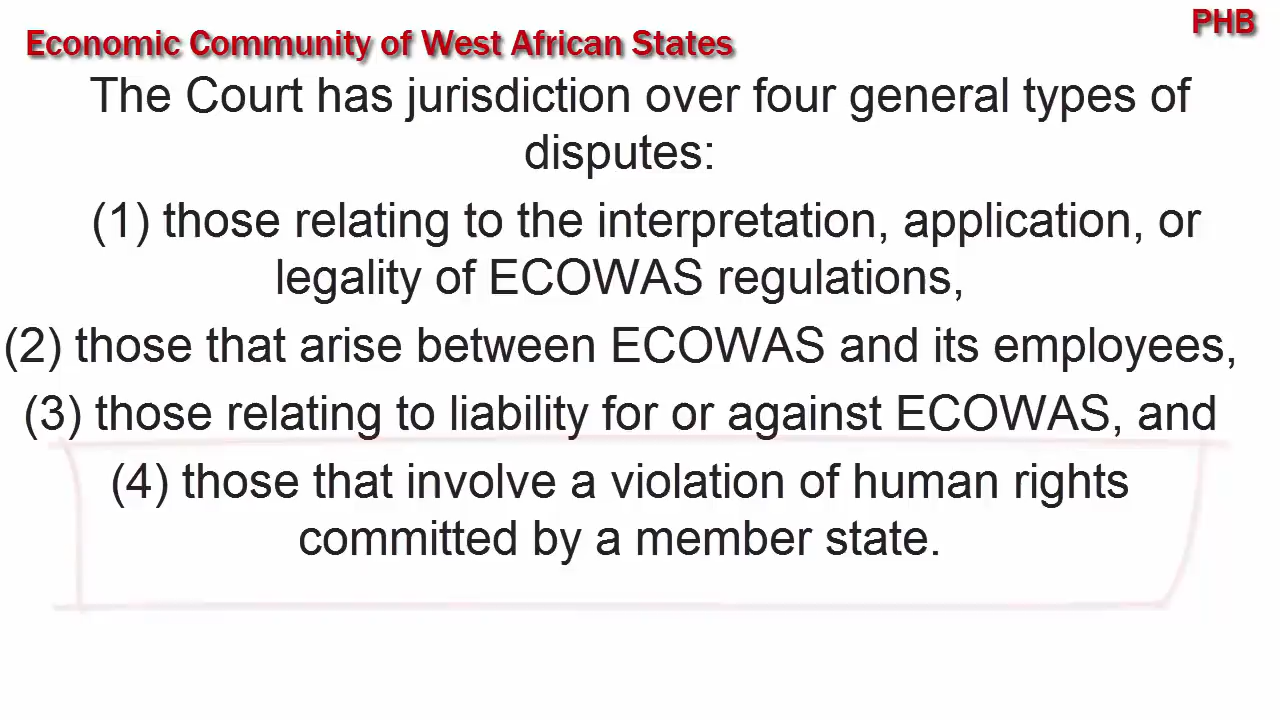 PHB
Economic Community of West African States
The Court has jurisdiction over four general types of
disputes:
(1) those relating to the interpretation, application, or
legality of ECOWAS regulations,
(2) those that arise between ECOWAS and its employees,
(3) those relating to liability for or against ECOWAS, and
(4) those that involve a violation of human rights
committed by a member state.